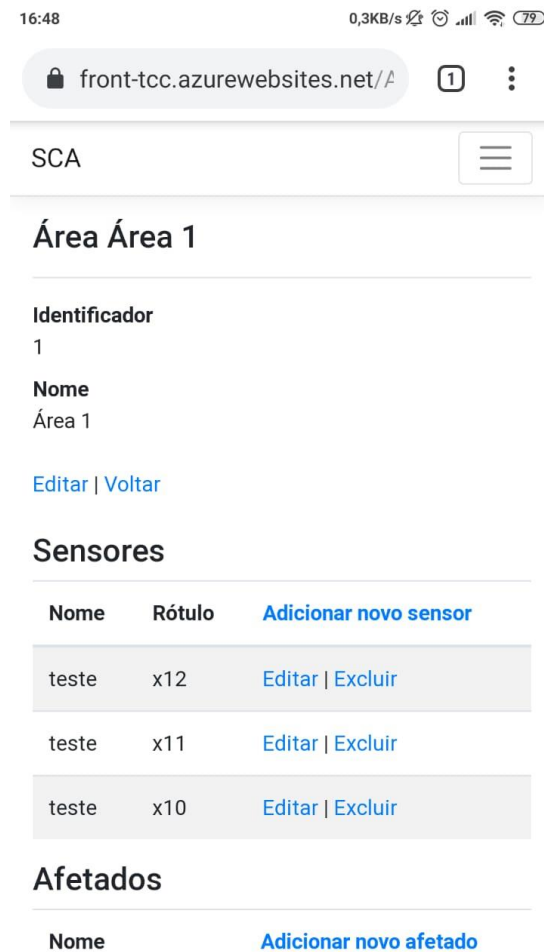 16:48 0,3KB/s 79
front-tcc.azurewebsites.net/A 1
SCA
Área Área 1
Identificador
1
Nome
Área 1
Editar | Voltar
Sensores
Nome Rótulo Adicionar novo sensor
teste x12 Editar | Excluir
teste x11 Editar | Excluir
teste x10 Editar | Excluir
Afetados
Nome Adicionar novo afetado